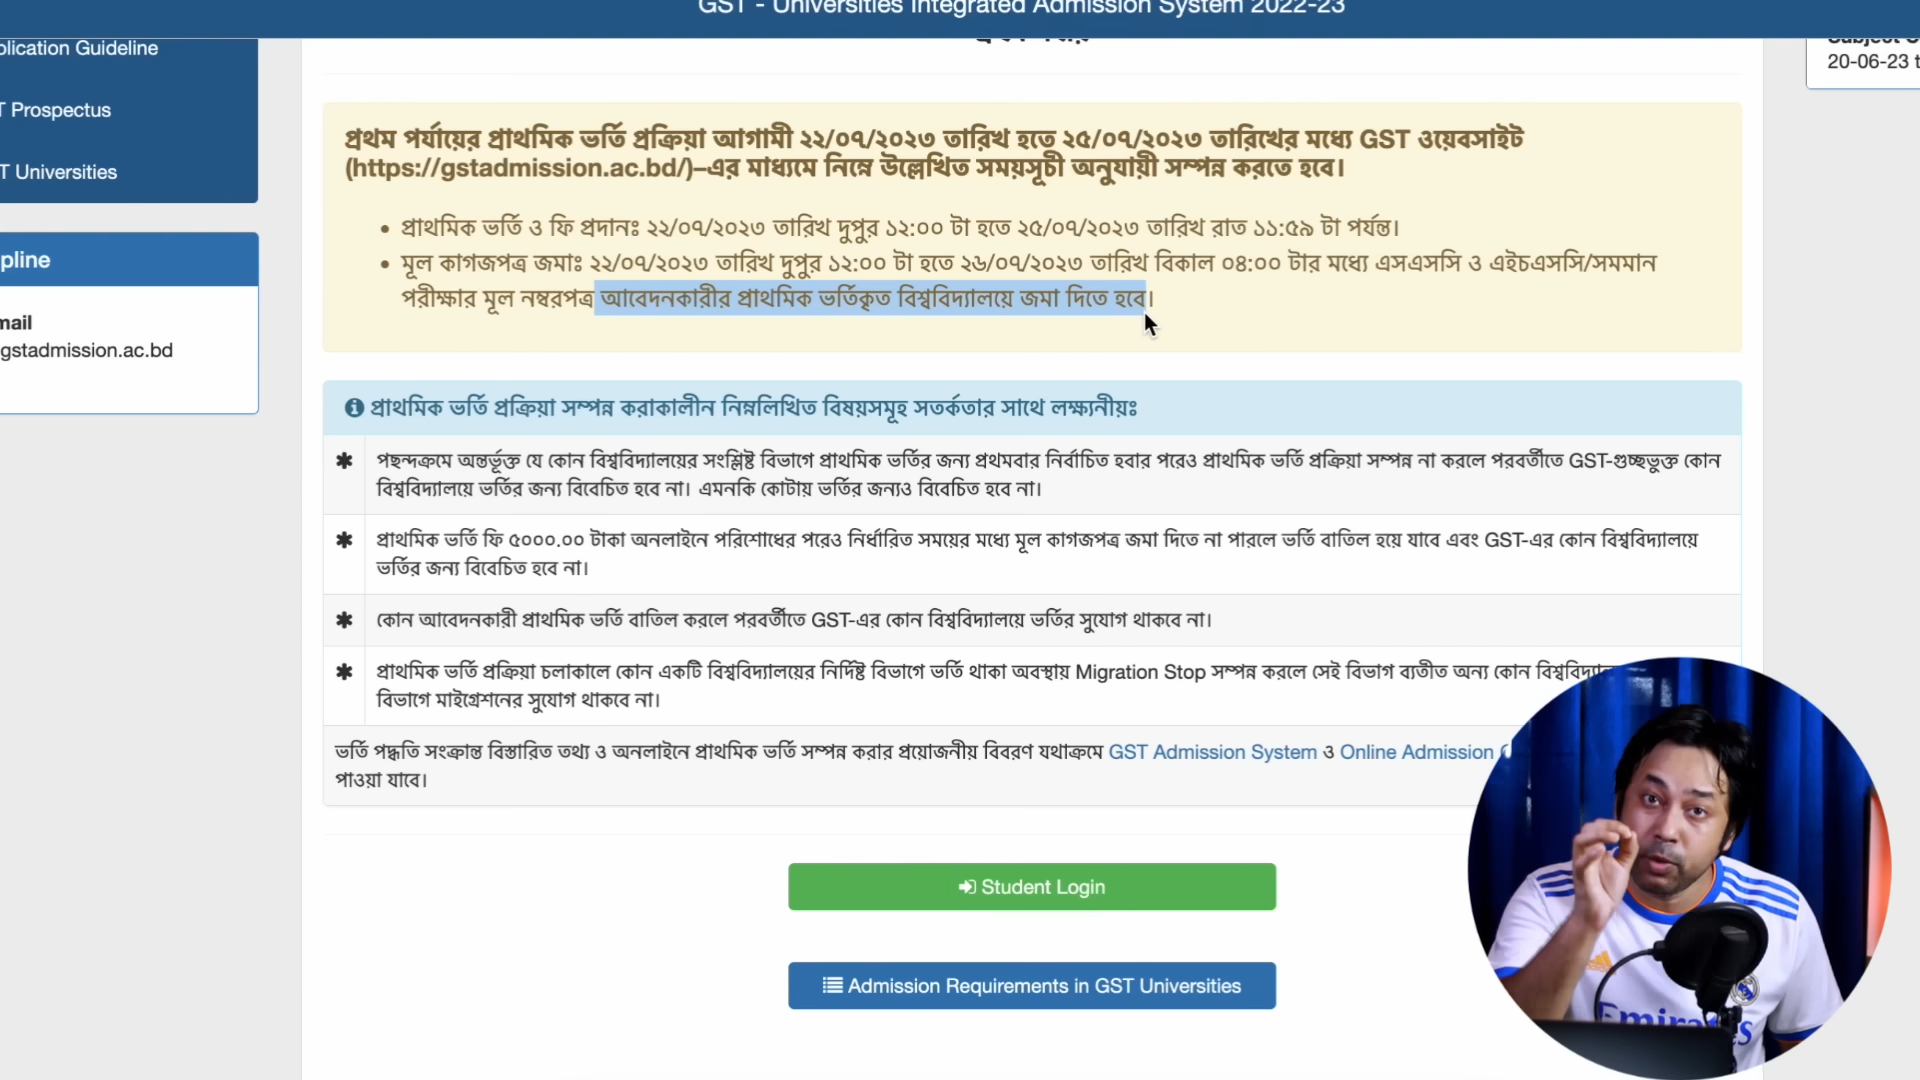 GST - Universities Integrated Admission System 2022-23
plication Guideline
T Prospectus
T Universities
pline
mail
gstadmission.ac.bd
20-06-23 t
প্রথম পর্যায়ের প্রাথমিক ভর্তি প্রক্রিয়া আগামী ২২/০৭/২০২৩ তারিখ হতে ২৫/০৭/২০২৩ তারিখের মধ্যে GST ওয়েবসাইট
(https://gstadmission.ac.bd/)–এর মাধ্যমে নিম্নে উল্লেখিত সময়সূচী অনুযায়ী সম্পন্ন করতে হবে।
• প্রাথমিক ভর্তি ও ফি প্রদানঃ ২২/০৭/২০২৩ তারিখ দুপুর ১২:০০ টা হতে ২৫/০৭/২০২৩ তারিখ রাত ১১:৫৯ টা পর্যন্ত।
• মূল কাগজপত্র জমাঃ ২২/০৭/২০২৩ তারিখ দুপুর ১২:০০ টা হতে ২৬/০৭/২০২৩ তারিখ বিকাল ০৪:০০ টার মধ্যে এসএসসি ও এইচএসসি/সমমান
পরীক্ষার মূল নম্বরপত্র আবেদনকারীর প্রাথমিক ভর্তিকৃত বিশ্ববিদ্যালয়ে জমা দিতে হবে।
প্রাথমিক ভর্তি প্রক্রিয়া সম্পন্ন করাকালীন নিম্নলিখিত বিষয়সমূহ সতর্কতার সাথে লক্ষ্যনীয়ঃ
✱ পছন্দক্রমে অন্তর্ভূক্ত যে কোন বিশ্ববিদ্যালয়ের সংশ্লিষ্ট বিভাগে প্রাথমিক ভর্তির জন্য প্রথমবার নির্বাচিত হবার পরেও প্রাথমিক ভর্তি প্রক্রিয়া সম্পন্ন না করলে পরবর্তীতে GST-গুচ্ছভুক্ত কোন
বিশ্ববিদ্যালয়ে ভর্তির জন্য বিবেচিত হবে না। এমনকি কোটায় ভর্তির জন্যও বিবেচিত হবে না।
✱ প্রাথমিক ভর্তি ফি ৫০০০.০০ টাকা অনলাইনে পরিশোধের পরেও নির্ধারিত সময়ের মধ্যে মূল কাগজপত্র জমা দিতে না পারলে ভর্তি বাতিল হয়ে যাবে এবং GST-এর কোন বিশ্ববিদ্যালয়ে
ভর্তির জন্য বিবেচিত হবে না।
✱ কোন আবেদনকারী প্রাথমিক ভর্তি বাতিল করলে পরবর্তীতে GST-এর কোন বিশ্ববিদ্যালয়ে ভর্তির সুযোগ থাকবে না।
✱ প্রাথমিক ভর্তি প্রক্রিয়া চলাকালে কোন একটি বিশ্ববিদ্যালয়ের নির্দিষ্ট বিভাগে ভর্তি থাকা অবস্থায় Migration Stop সম্পন্ন করলে সেই বিভাগ ব্যতীত অন্য কোন
বিভাগে মাইগ্রেশনের সুযোগ থাকবে না।
ভর্তি পদ্ধতি সংক্রান্ত বিস্তারিত তথ্য ও অনলাইনে প্রাথমিক ভর্তি সম্পন্ন করার প্রয়োজনীয় বিবরণ যথাক্রমে GST Admission System ও Online Admission
পাওয়া যাবে।
Student Login
Admission Requirements in GST Universities